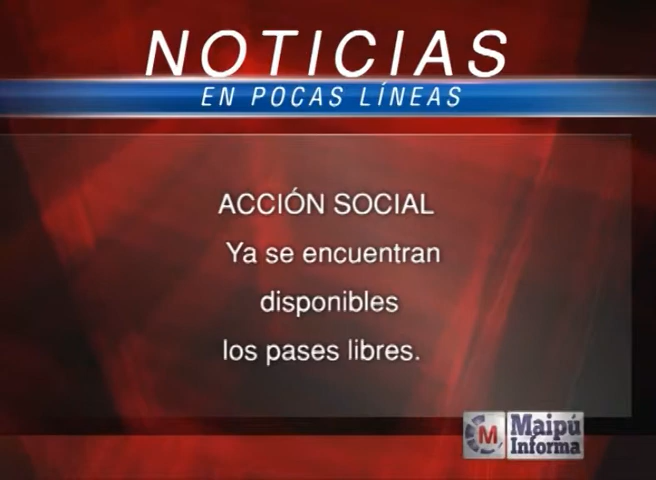 NOTICIAS
EN POCAS LÍNEAS
ACCIÓN SOCIAL
Ya se encuentran
disponibles
los pases libres.
M
Maipú
Informa